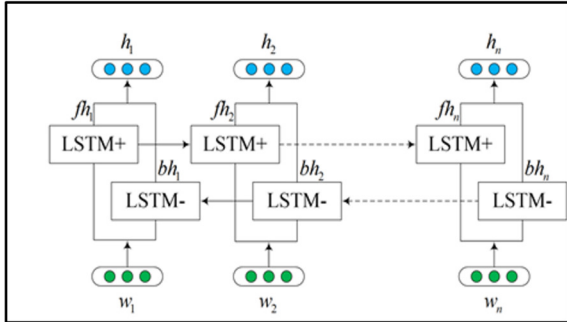 h₁ h₂ hₙ
fh₁ fh₂ fhₙ
LSTM+ LSTM+ LSTM+
bh₁ bh₂ bhₙ
LSTM- LSTM- LSTM-
w₁ w₂ wₙ